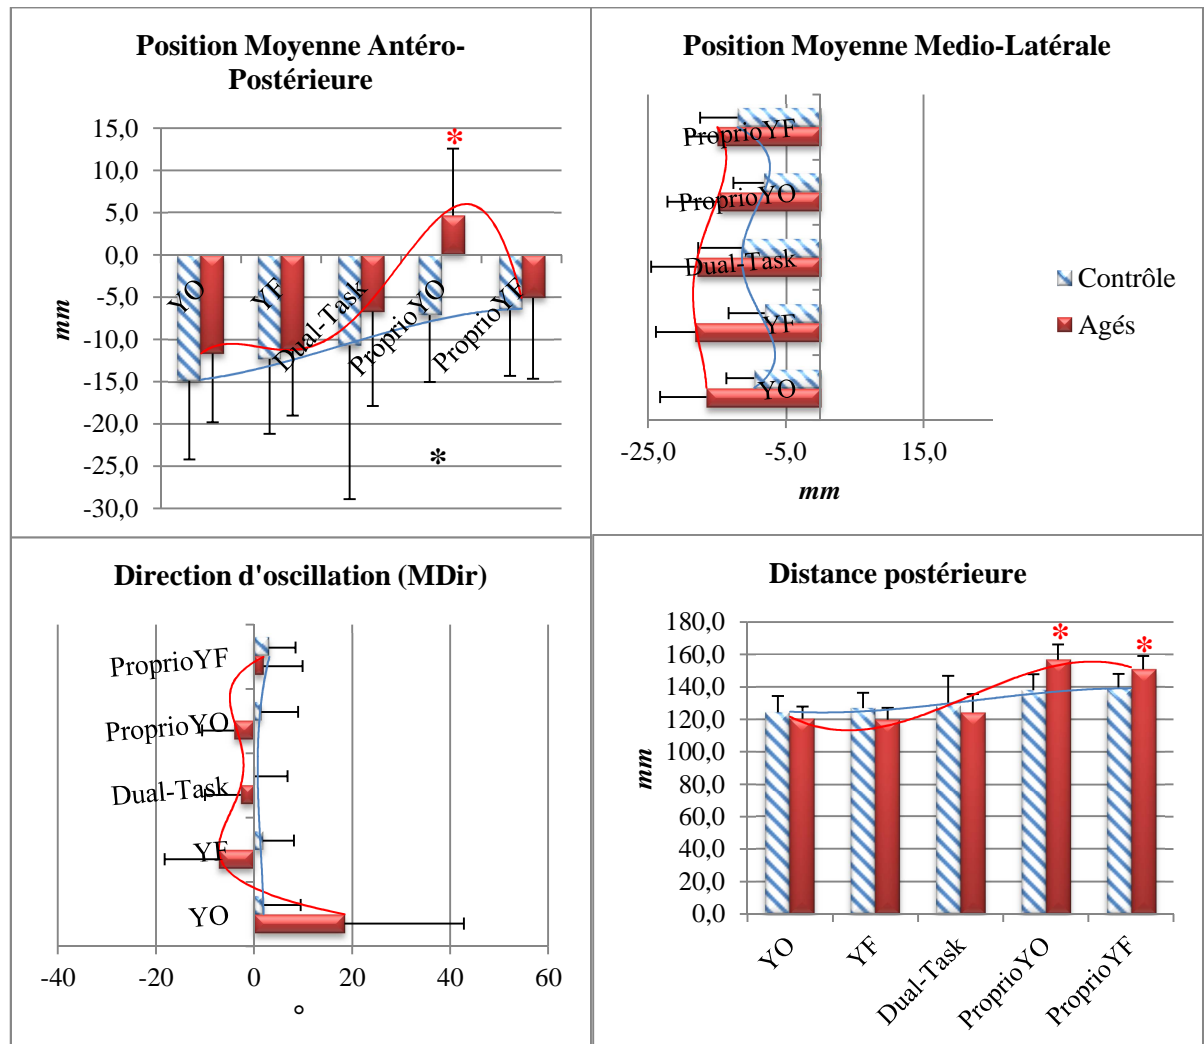 Position Moyenne Antéro-
Postérieure
15,0
10,0
5,0
0,0
-5,0
-10,0
-15,0
-20,0
-25,0
-30,0
mm
YO
YF
Dual-Task
ProprioYO
ProprioYF
*
*
Position Moyenne Medio-Latérale
ProprioYF
ProprioYO
Dual-Task
YF
YO
-25,0
-5,0
15,0
mm
Contrôle
Agés
Direction d'oscillation (MDir)
-40
-20
0
20
40
60
ProprioYF
ProprioYO
Dual-Task
YF
YO
°
Distance postérieure
180,0
160,0
140,0
120,0
100,0
80,0
60,0
40,0
20,0
0,0
mm
*
*
YO
YF
Dual-Task
ProprioYO
ProprioYF